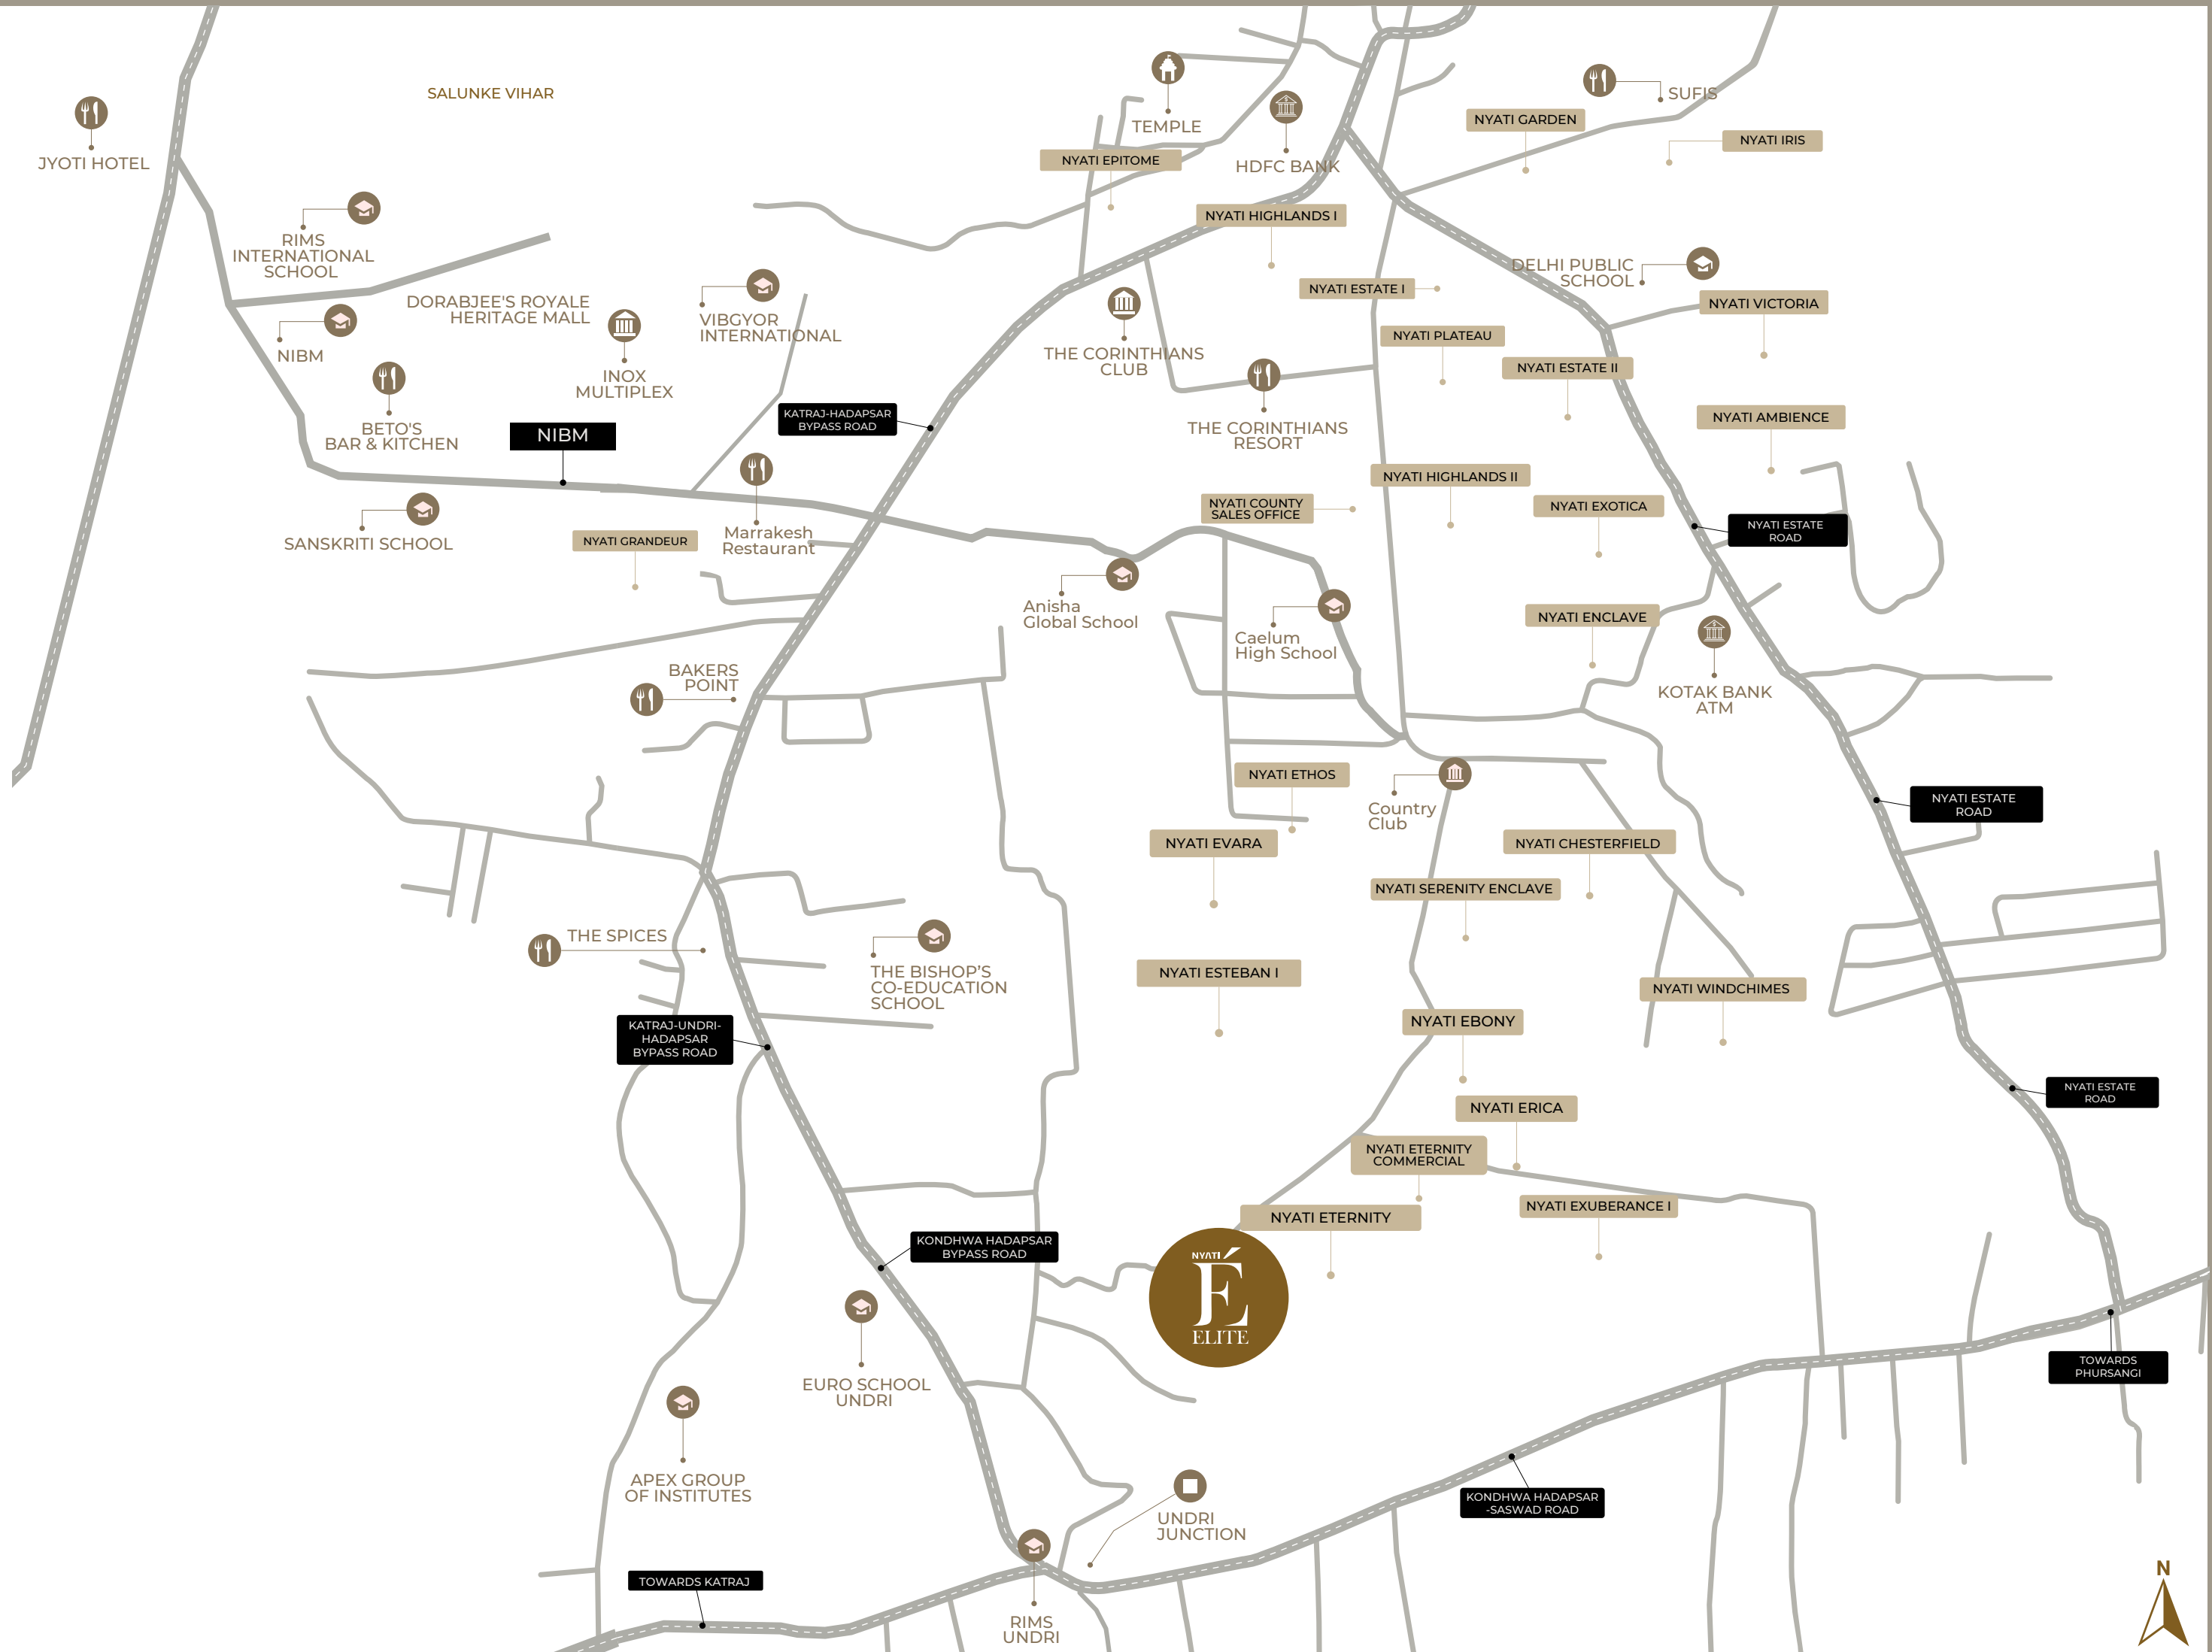 SALUNKE VIHAR
JYOTI HOTEL
TEMPLE
HDFC BANK
SUFIS
NYATI GARDEN
NYATI IRIS
NYATI EPITOME
NYATI HIGHLANDS I
RIMS
INTERNATIONAL
SCHOOL
DORABJEE'S ROYALE
HERITAGE MALL
VIBGYOR
INTERNATIONAL
NIBM
INOX
MULTIPLEX
THE CORINTHIANS
CLUB
NYATI ESTATE I
DELHI PUBLIC
SCHOOL
NYATI VICTORIA
NYATI PLATEAU
NYATI ESTATE II
BETO'S
BAR & KITCHEN
NIBM
KATRAJ-HADAPSAR
BYPASS ROAD
THE CORINTHIANS
RESORT
NYATI AMBIENCE
NYATI HIGHLANDS II
NYATI COUNTY
SALES OFFICE
NYATI EXOTICA
NYATI ESTATE
ROAD
SANSKRITI SCHOOL
NYATI GRANDEUR
Marrakesh
Restaurant
Anisha
Global School
Caelum
High School
NYATI ENCLAVE
KOTAK BANK
ATM
BAKERS
POINT
NYATI ETHOS
Country
Club
NYATI ESTATE
ROAD
NYATI EVARA
NYATI CHESTERFIELD
NYATI SERENITY ENCLAVE
THE SPICES
THE BISHOP'S
CO-EDUCATION
SCHOOL
NYATI ESTEBAN I
NYATI WINDCHIMES
KATRAJ-UNDRI-
HADAPSAR
BYPASS ROAD
NYATI EBONY
NYATI ESTATE
ROAD
NYATI ERICA
NYATI ETERNITY
COMMERCIAL
NYATI ETERNITY
NYATI EXUBERANCE I
KONDHWA HADAPSAR
BYPASS ROAD
NYATI
É
ELITE
EURO SCHOOL
UNDRI
TOWARDS
PHURSANGI
APEX GROUP
OF INSTITUTES
UNDRI
JUNCTION
KONDHWA HADAPSAR
-SASWAD ROAD
TOWARDS KATRAJ
RIMS
UNDRI
N